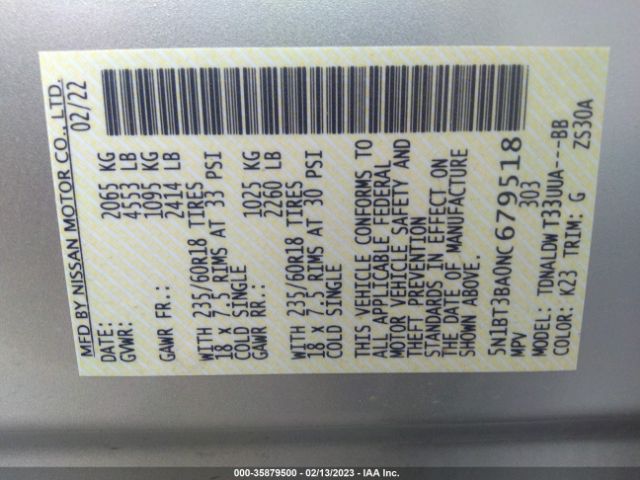 MFD BY NISSAN MOTOR CO., LTD.
DATE: 02/22
GVWR: 2065 KG
4553 LB
GAWR FR.: 1095 KG
2414 LB
WITH 235/60R18 TIRES
18 X 7.5 RIMS AT 33 PSI
COLD SINGLE
GAWR RR.: 1025 KG
2260 LB
WITH 235/60R18 TIRES
18 X 7.5 RIMS AT 30 PSI
COLD SINGLE
THIS VEHICLE CONFORMS TO
ALL APPLICABLE FEDERAL
MOTOR VEHICLE SAFETY AND
THEFT PREVENTION
STANDARDS IN EFFECT ON
THE DATE OF MANUFACTURE
SHOWN ABOVE.
5N1BT3BA0NC679518
MPV 303
MODEL: TDNALDWT33UUA----BB
COLOR: K23 TRIM: G ZS30A
000-35879500 - 02/13/2023 - IAA Inc.